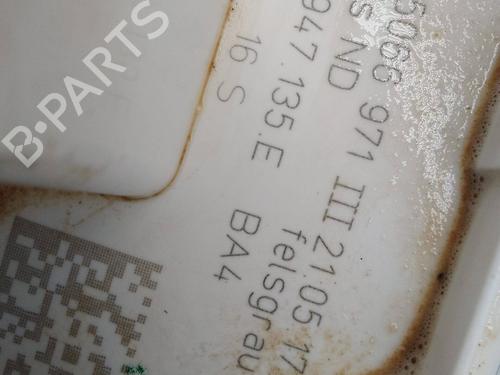 B-PARTS
5066 971 III 21.05.17
s ND felsgrau
947.135.E BA4
16 S